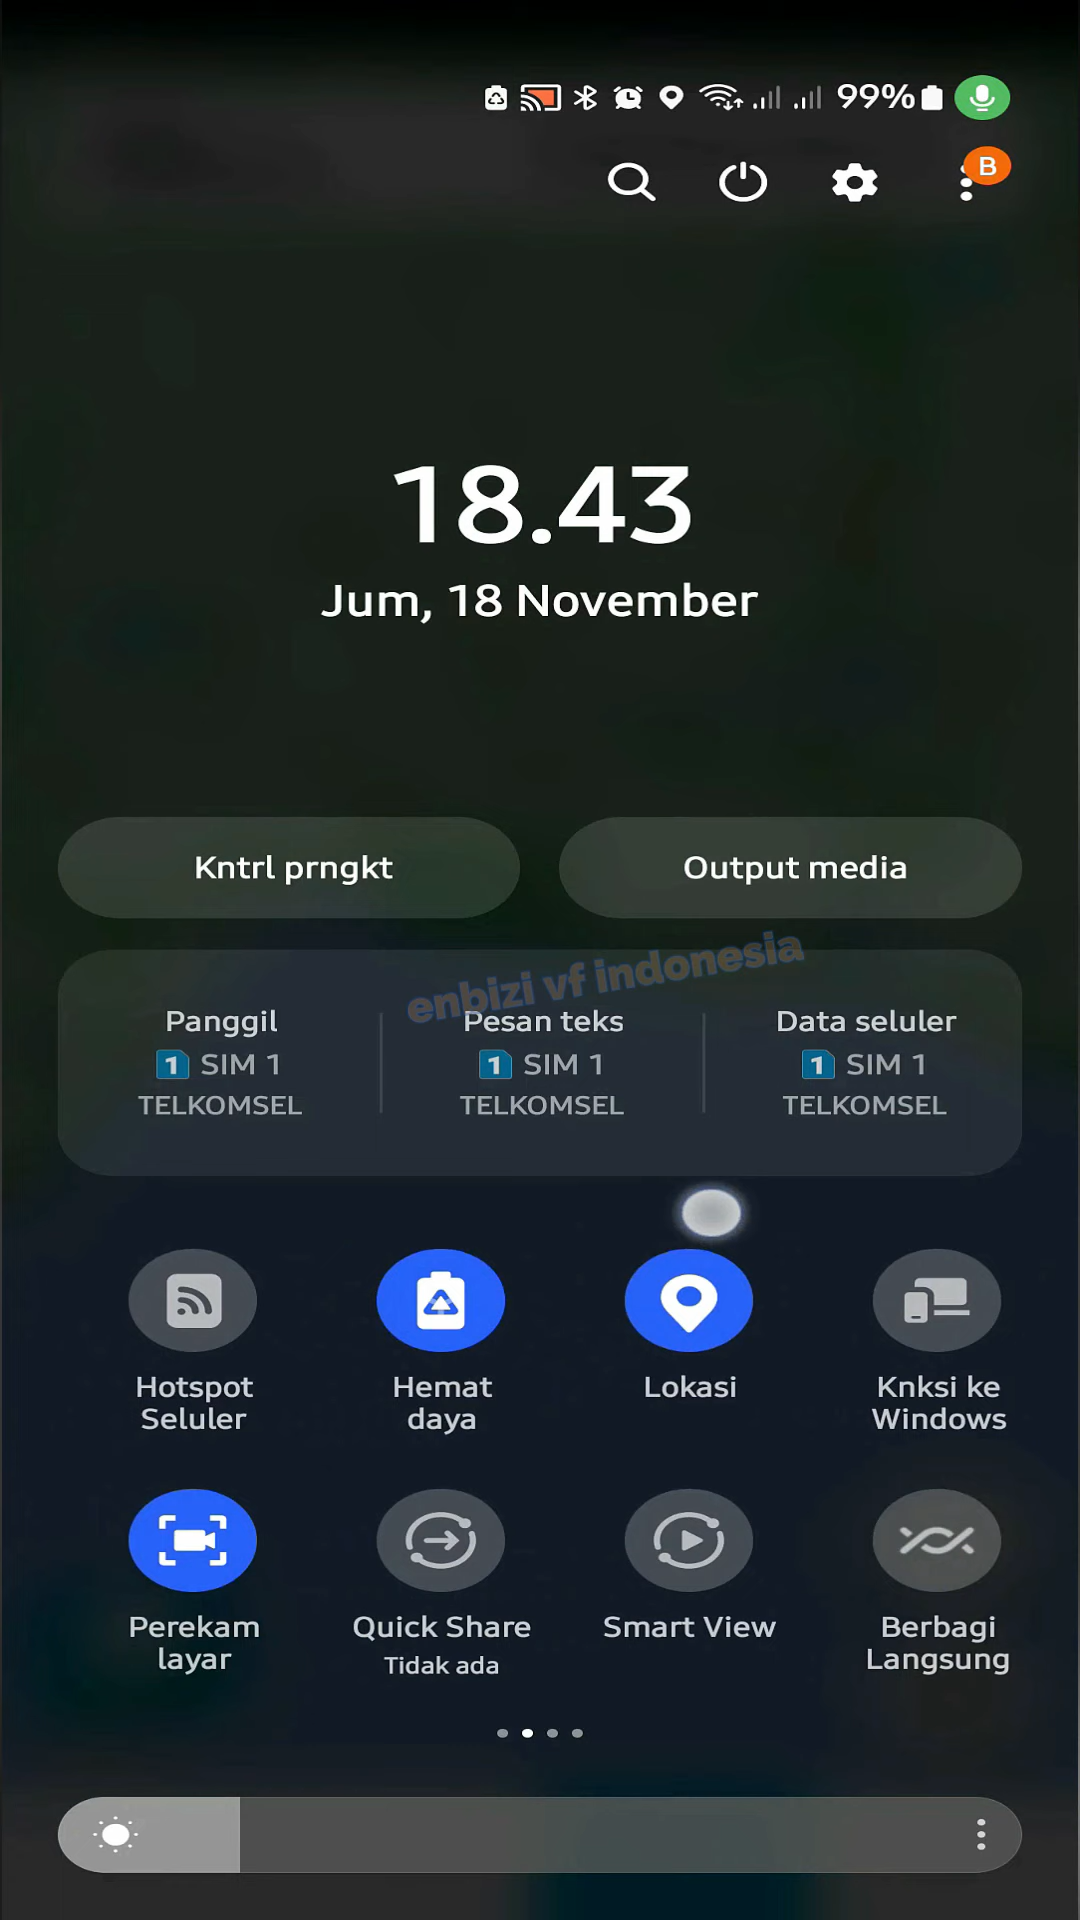 99%
B
18.43
Jum, 18 November
Kntrl prngkt
Output media
enbizi vf indonesia
Panggil
1 SIM 1
TELKOMSEL
Pesan teks
1 SIM 1
TELKOMSEL
Data seluler
1 SIM 1
TELKOMSEL
Hotspot
Seluler
Hemat
daya
Lokasi
Knksi ke
Windows
Perekam
layar
Quick Share
Tidak ada
Smart View
Berbagi
Langsung